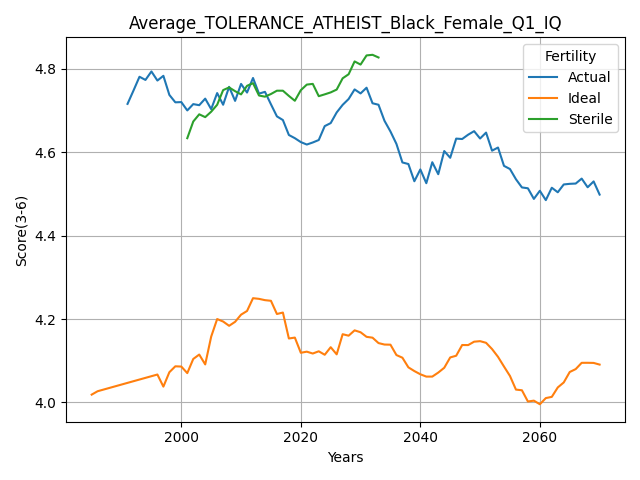 Average_TOLERANCE_ATHEIST_Black_Female_Q1_IQ
Fertility
Actual
Ideal
Sterile
Score(3-6)
4.8
4.6
4.4
4.2
4.0
2000
2020
2040
2060
Years